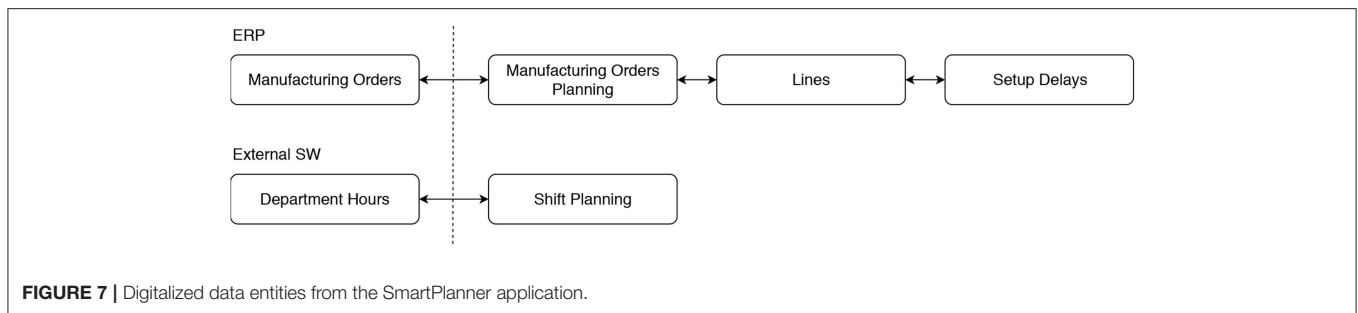 ERP
Manufacturing Orders
Manufacturing Orders
Planning
Lines
Setup Delays
External SW
Department Hours
Shift Planning
FIGURE 7 | Digitalized data entities from the SmartPlanner application.